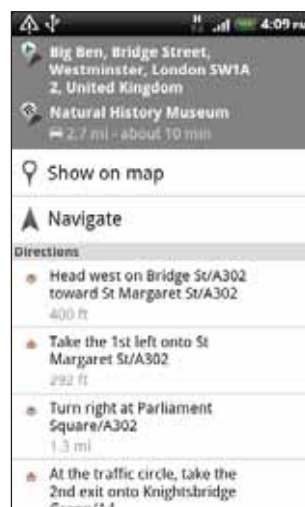 4:09 PM
Big Ben, Bridge Street,
Westminster, London SW1A
2, United Kingdom
Natural History Museum
2.7 mi - about 10 min
Show on map
Navigate
Directions
Head west on Bridge St/A302
toward St Margaret St/A302
400 ft
Take the 1st left onto St
Margaret St/A302
292 ft
Turn right at Parliament
Square/A302
1.3 mi
At the traffic circle, take the
2nd exit onto Knightsbridge
Green/A4